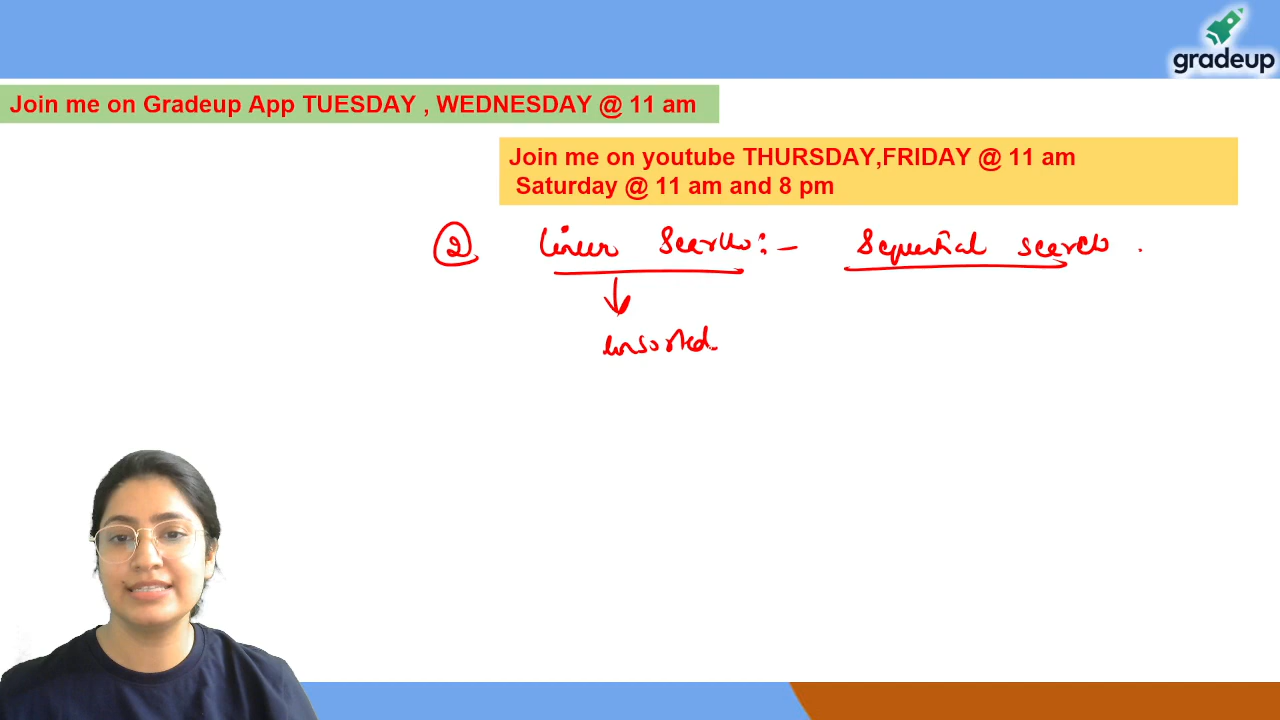 gradeup
Join me on Gradeup App TUESDAY , WEDNESDAY @ 11 am
Join me on youtube THURSDAY,FRIDAY @ 11 am
Saturday @ 11 am and 8 pm
2 Linear Search:- Sequential search .
unsorted